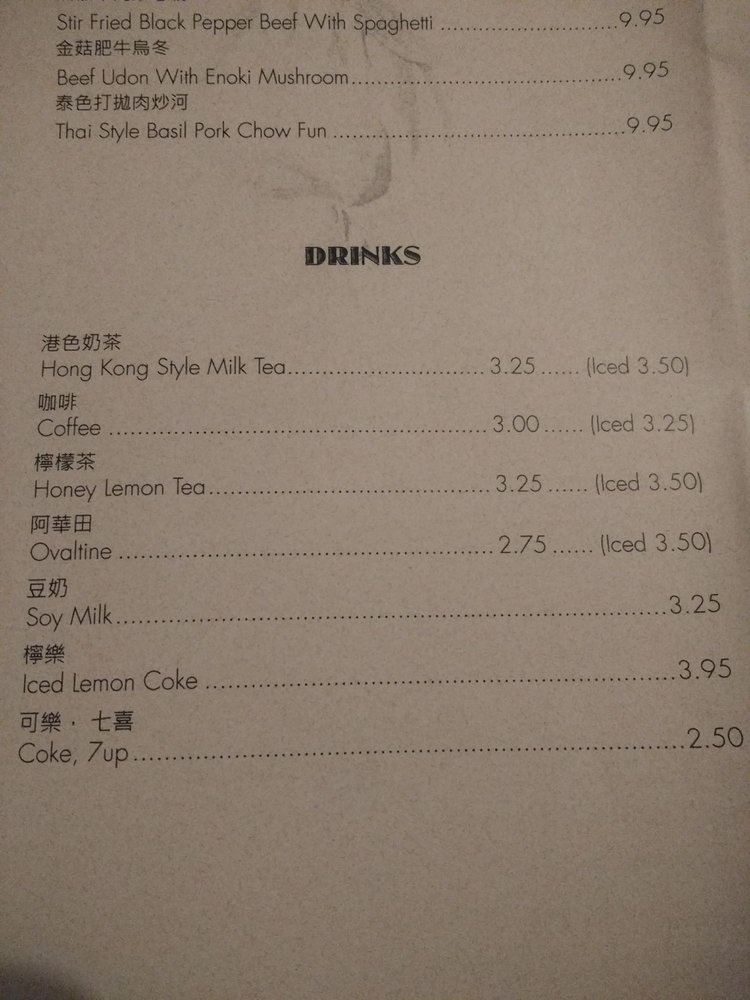 Stir Fried Black Pepper Beef With Spaghetti ............................9.95
金菇肥牛烏冬
Beef Udon With Enoki Mushroom..........................................9.95
泰色打拋肉炒河
Thai Style Basil Pork Chow Fun .............................................9.95
DRINKS
港色奶茶
Hong Kong Style Milk Tea.............................. 3.25 ...... (Iced 3.50)
咖啡
Coffee .......................................................... 3.00 ...... (Iced 3.25)
檸檬茶
Honey Lemon Tea.......................................... 3.25 ...... (Iced 3.50)
阿華田
Ovaltine ........................................................ 2.75 ...... (Iced 3.50)
豆奶
Soy Milk.................................................................................3.25
檸樂
Iced Lemon Coke ....................................................................3.95
可樂， 七喜
Coke, 7up..............................................................................2.50